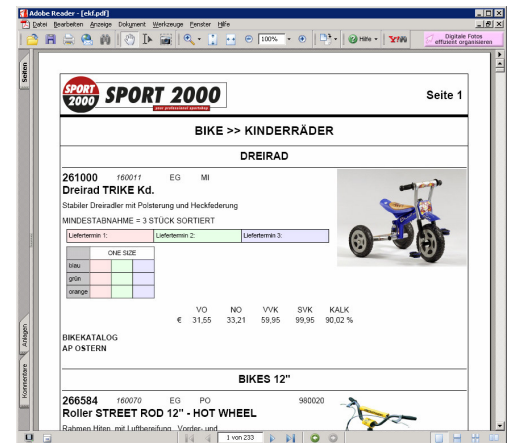 Adobe Reader - [ekf.pdf]
Datei Bearbeiten Anzeige Dokument Werkzeuge Fenster Hilfe
100% Hilfe Digitale Fotos
effizient organisieren
Seiten
SPORT 2000 SPORT 2000 Seite 1
BIKE >> KINDERRÄDER
DREIRAD
261000 160011 EG MI
Dreirad TRIKE Kd.
Stabiler Dreiradler mit Polsterung und Heckfederung
MINDESTABNAHME = 3 STÜCK SORTIERT
Liefertermin 1: Liefertermin 2: Liefertermin 3:
ONE SIZE
blau
grün
orange
VO NO VVK SVK KALK
€ 31,55 33,21 59,95 99,95 90,02 %
BIKEKATALOG
AP OSTERN
Anlagen
Kommentare
BIKES 12"
266584 160070 EG PO 980020
Roller STREET ROD 12" - HOT WHEEL
Rahmen Hiten, mit Luftbereifung, Vorder- und
1 von 233